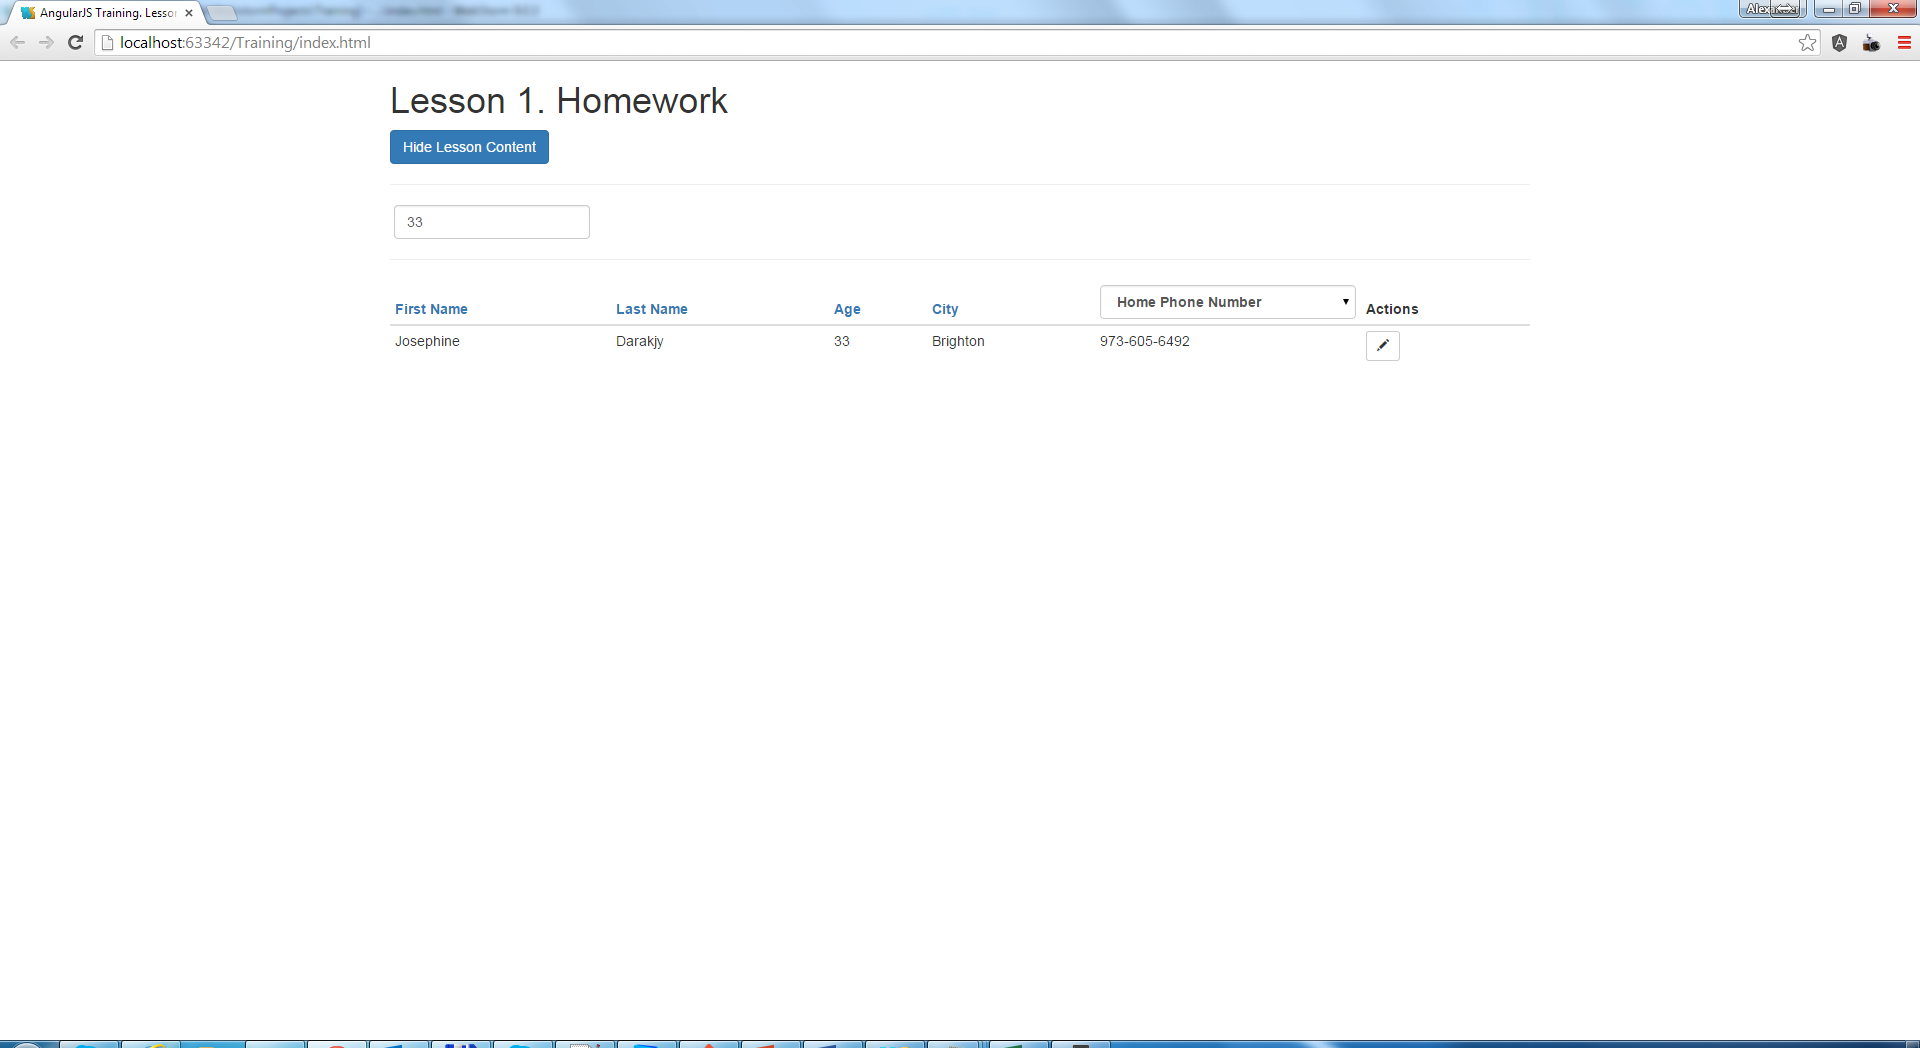 AngularJS Training. Lesso
localhost:63342/Training/index.html
Lesson 1. Homework
Hide Lesson Content
33
First Name Last Name Age City Home Phone Number Actions
Josephine Darakjy 33 Brighton 973-605-6492